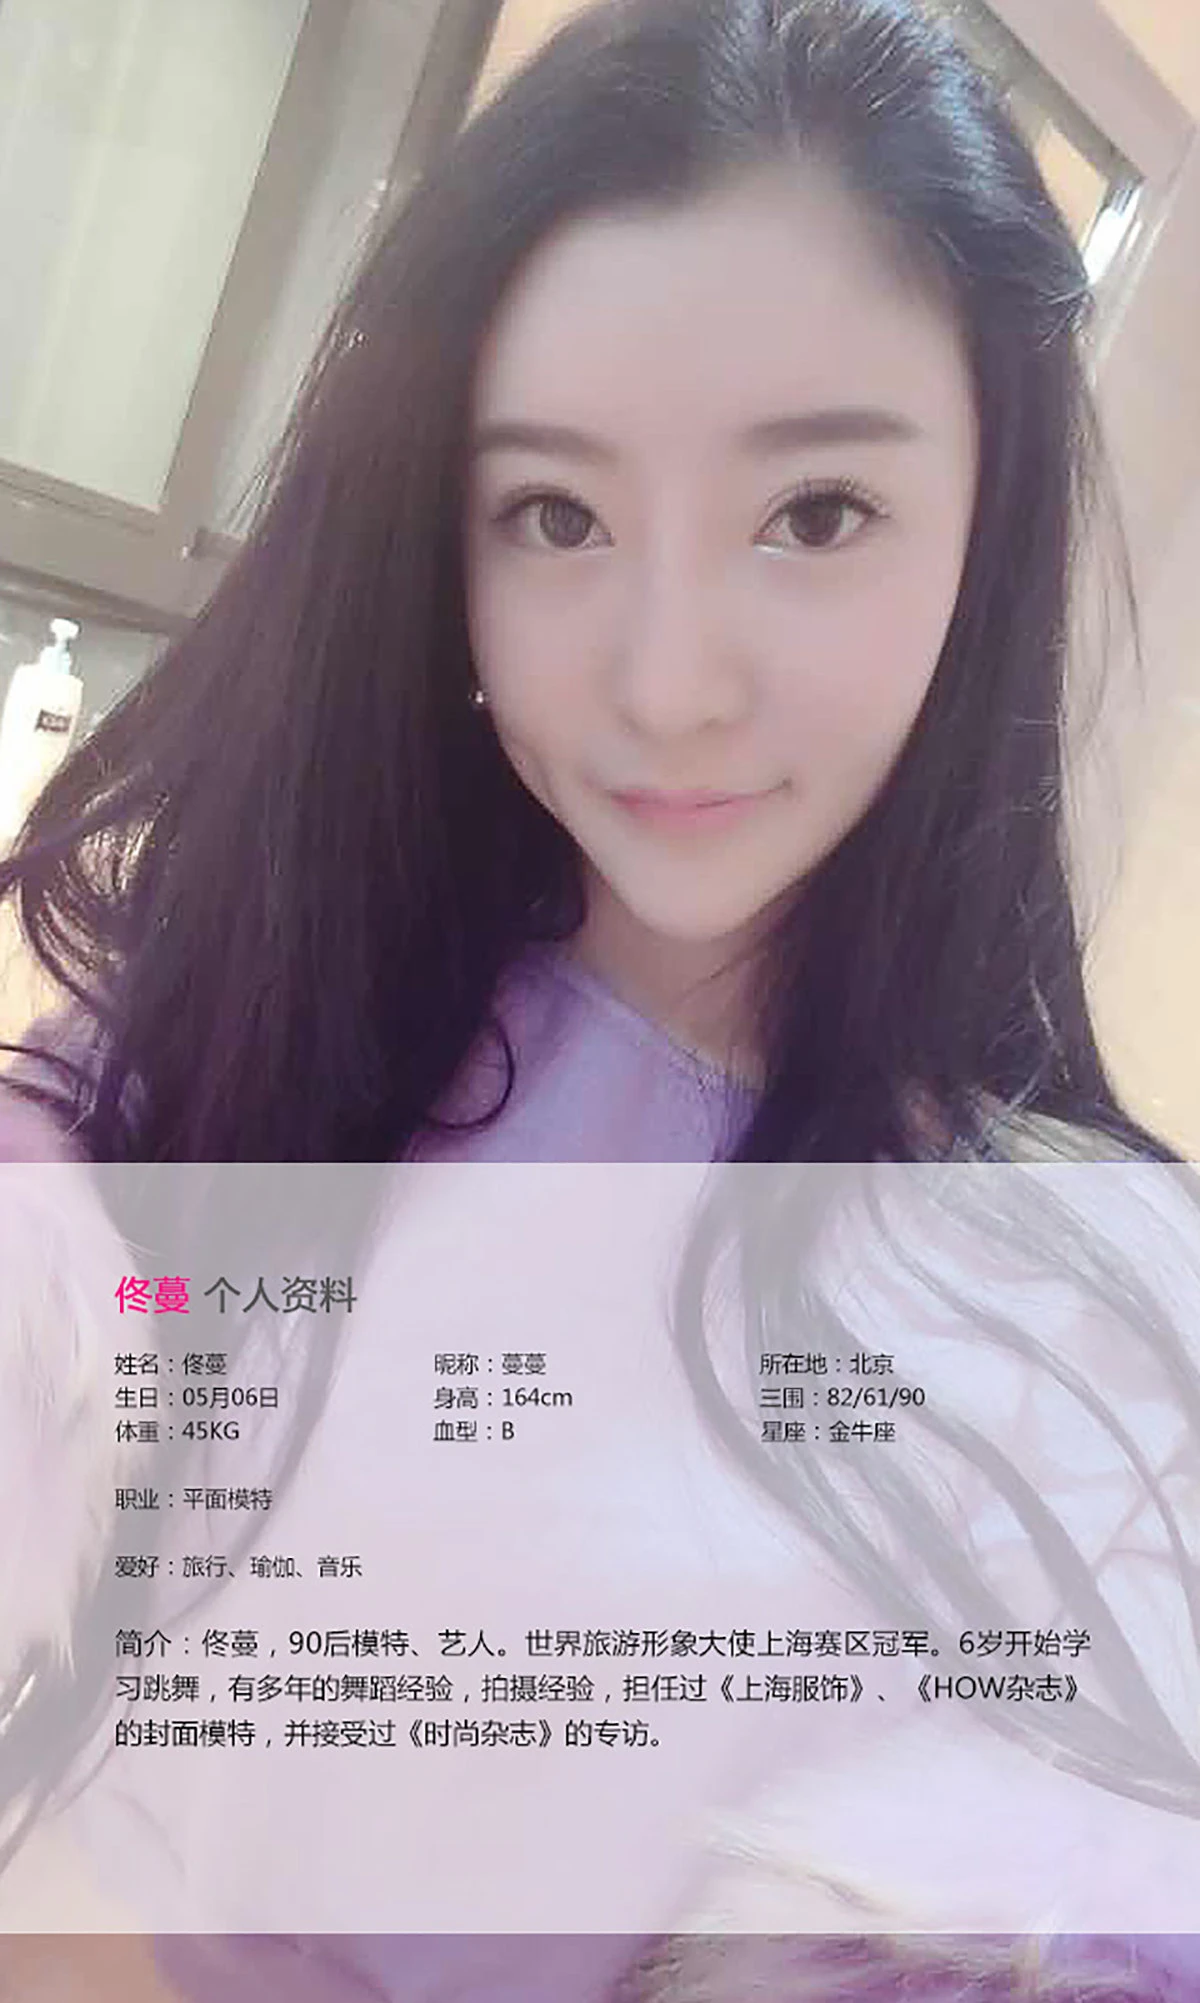 佟蔓 个人资料
姓名：佟蔓 昵称：蔓蔓 所在地：北京
生日：05月06日 身高：164cm 三围：82/61/90
体重：45KG 血型：B 星座：金牛座
职业：平面模特
爱好：旅行、瑜伽、音乐
简介：佟蔓，90后模特、艺人。世界旅游形象大使上海赛区冠军。6岁开始学
习跳舞，有多年的舞蹈经验，拍摄经验，担任过《上海服饰》、《HOW杂志》
的封面模特，并接受过《时尚杂志》的专访。